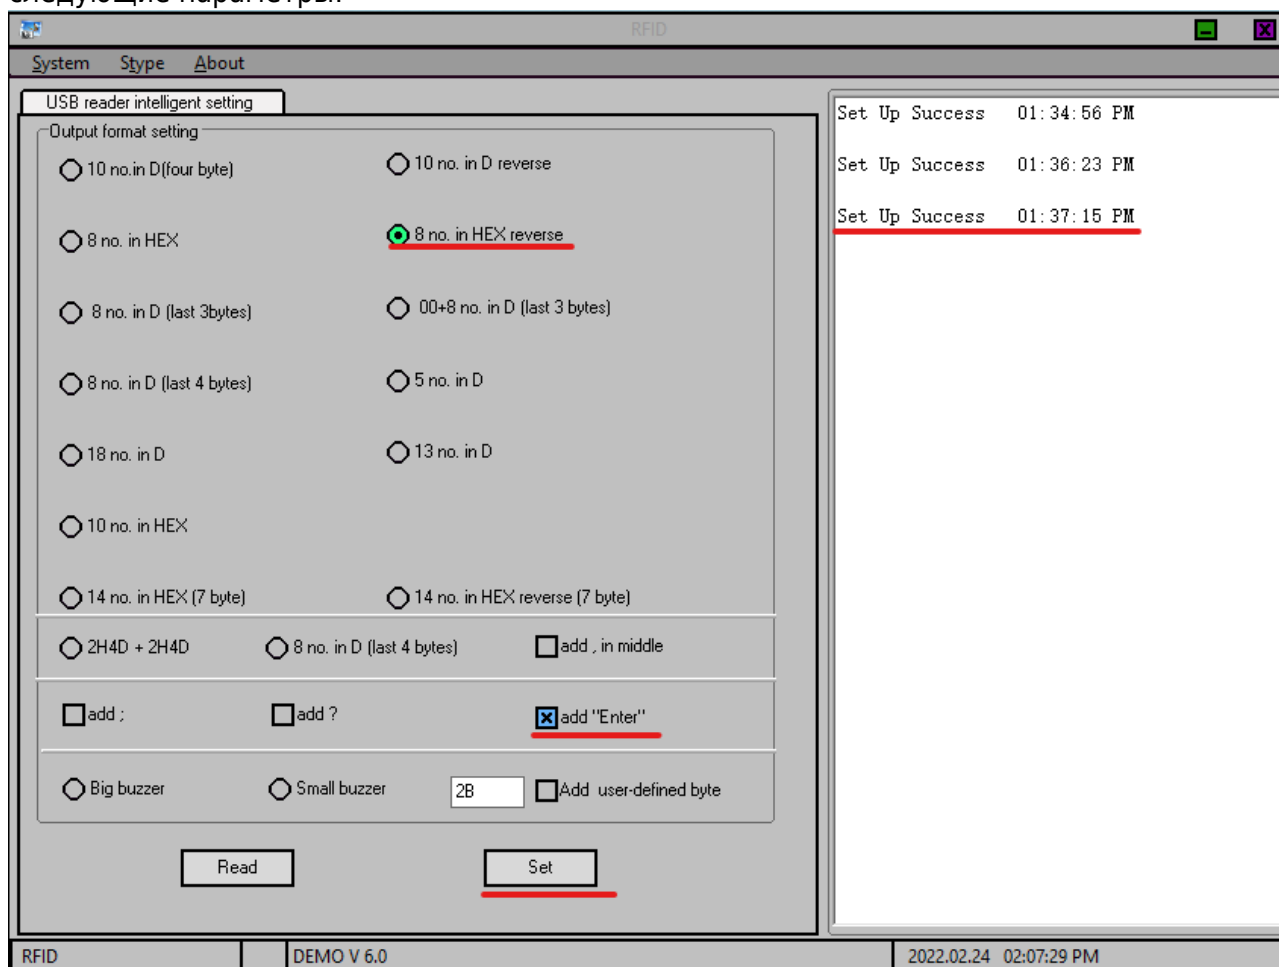 следующие параметры.
RFID
System Stype About
USB reader intelligent setting
Output format setting
10 no.in D(four byte)
10 no. in D reverse
8 no. in HEX
8 no. in HEX reverse
8 no. in D (last 3bytes)
00+8 no. in D (last 3 bytes)
8 no. in D (last 4 bytes)
5 no. in D
18 no. in D
13 no. in D
10 no. in HEX
14 no. in HEX (7 byte)
14 no. in HEX reverse (7 byte)
2H4D + 2H4D
8 no. in D (last 4 bytes)
add , in middle
add ;
add ?
add "Enter"
Big buzzer
Small buzzer
2B
Add user-defined byte
Read
Set
Set Up Success 01:34:56 PM
Set Up Success 01:36:23 PM
Set Up Success 01:37:15 PM
RFID
DEMO V 6.0
2022.02.24 02:07:29 PM